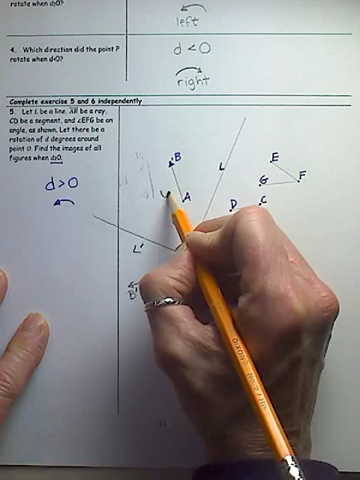 rotate when d≥0?
left
4. Which direction did the point P
rotate when d<0?
d < 0
right
Complete exercise 5 and 6 independently
5. Let L be a line, AB be a ray,
CD be a segment, and ∠EFG be
an angle, as shown. Let there be a
rotation of d degrees around
point O. Find the images of all
figures when d≥0.
d > 0
B
A
L
E
F
G
C
D
L'
B'
DIXON